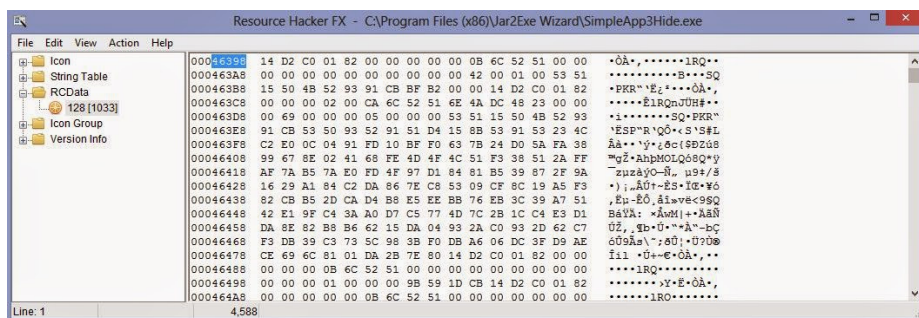 Resource Hacker FX - C:\Program Files (x86)\Jar2Exe Wizard\SimpleApp3Hide.exe
File Edit View Action Help
Icon
String Table
RCData
128 [1033]
Icon Group
Version Info
00046398 14 D2 C0 01 82 00 00 00 00 00 0B 6C 52 51 00 00 •ÒÀ•‚••••••lRQ••
000463A8 00 00 00 00 00 00 00 00 00 00 42 00 01 00 53 51 ••••••••••B•••SQ
000463B8 15 50 4B 52 93 91 CB BF B2 00 00 14 D2 C0 01 82
000463C8 00 00 00 02 00 CA 6C 52 51 6E 4A DC 48 23 00 00 •••••ÊlRQnJÜH#••
000463D8 00 69 00 00 00 05 00 00 00 53 51 15 50 4B 52 93 •i•••••••SQ•PKR“
000463E8 91 CB 53 50 93 52 91 51 D4 15 8B 53 91 53 23 4C
000463F8 C2 E0 0C 04 91 FD 10 BF F0 63 7B 24 D0 5A FA 38
00046408 99 67 8E 02 41 68 FE 4D 4F 4C 51 F3 38 51 2A FF
00046418 AF 7A B5 7A E0 FD 4F 97 D1 84 81 B5 39 87 2F 9A
00046428 16 29 A1 84 C2 DA 86 7E C8 53 09 CF 8C 19 A5 F3
00046438 82 CB B5 2D CA D4 B8 E5 EE BB 76 EB 3C 39 A7 51
00046448 42 E1 9F C4 3A A0 D7 C5 77 4D 7C 2B 1C C4 E3 D1
00046458 DA 8E 82 B8 B6 62 15 DA 04 93 2A C0 93 2D 62 C7
00046468 F3 DB 39 C3 73 5C 98 3B F0 DB A6 06 DC 3F D9 AE
00046478 CE 69 6C 81 01 DA 2B 7E 80 14 D2 C0 01 82 00 00
00046488 00 00 00 0B 6C 52 51 00 00 00 00 00 00 00 00 00 ••••lRQ•••••••••
00046498 00 00 00 01 00 00 00 9B 59 1D CB 14 D2 C0 01 82 •••••••›Y•Ë•ÒÀ•‚
000464A8 00 00 00 00 00 0B 6C 52 51 00 00 00 00 00 00 00 ••••••lRQ•••••••
Line: 1 4,588